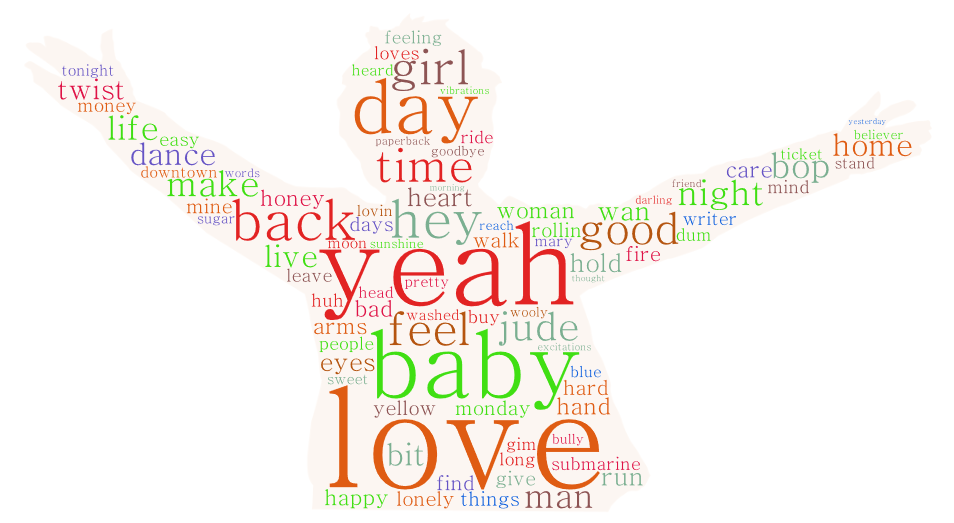 feeling
loves
heard
girl
vibrations
day
ride
paperback
goodbye
time
morning
heart
tonight
twist
money
life
easy
dance
downtown
words
make
mine
honey
sugar
back
lovin
days
hey
moon
sunshine
yesterday
believer
home
ticket
stand
care
bop
friend
mind
night
darling
woman
wan
writer
reach
rollin
good
dum
walk
mary
fire
live
yeah
hold
leave
thought
pretty
head
huh
bad
washed
buy
wooly
arms
feel
jude
people
excitations
baby
eyes
blue
sweet
hard
yellow
monday
hand
love
bully
gim
bit
long
submarine
find
give
run
happy
lonely
things
man